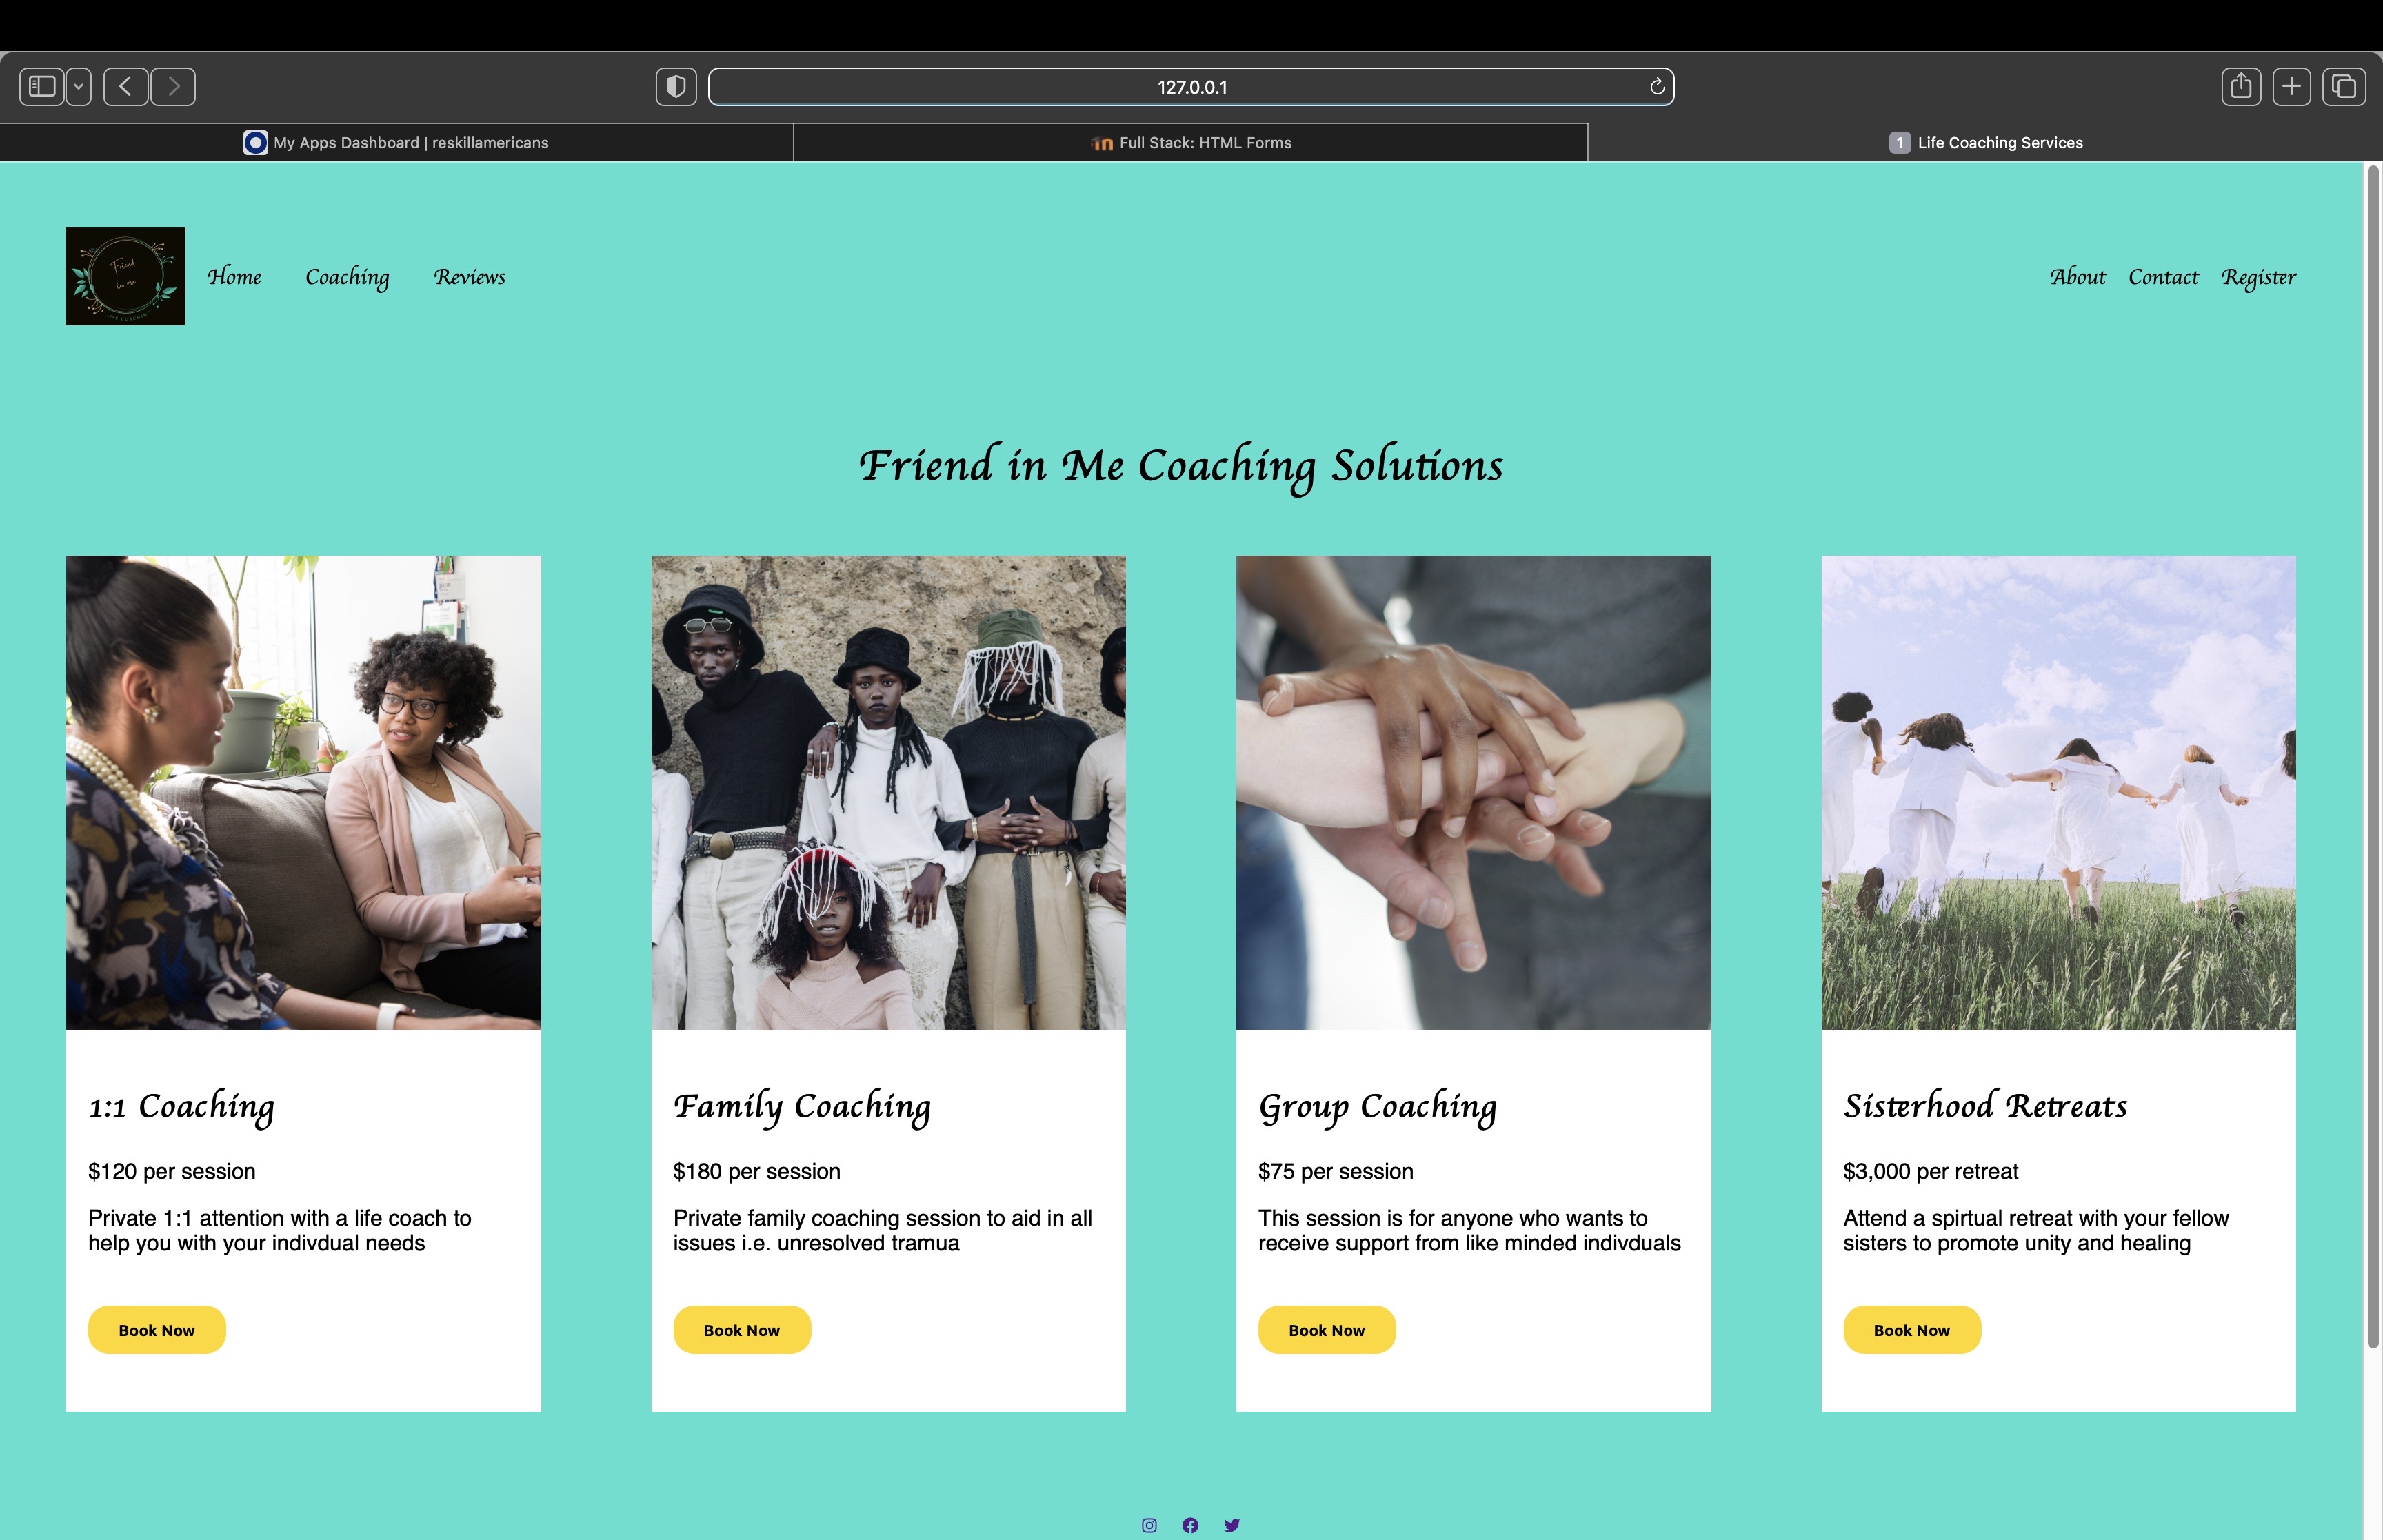 127.0.0.1
My Apps Dashboard | reskillamericans
Full Stack: HTML Forms
1 Life Coaching Services
Friend
in me
LIFE COACHING
Home Coaching Reviews
About Contact Register
Friend in Me Coaching Solutions
1:1 Coaching
$120 per session
Private 1:1 attention with a life coach to
help you with your indivdual needs
Book Now
Family Coaching
$180 per session
Private family coaching session to aid in all
issues i.e. unresolved tramua
Book Now
Group Coaching
$75 per session
This session is for anyone who wants to
receive support from like minded indivduals
Book Now
Sisterhood Retreats
$3,000 per retreat
Attend a spirtual retreat with your fellow
sisters to promote unity and healing
Book Now